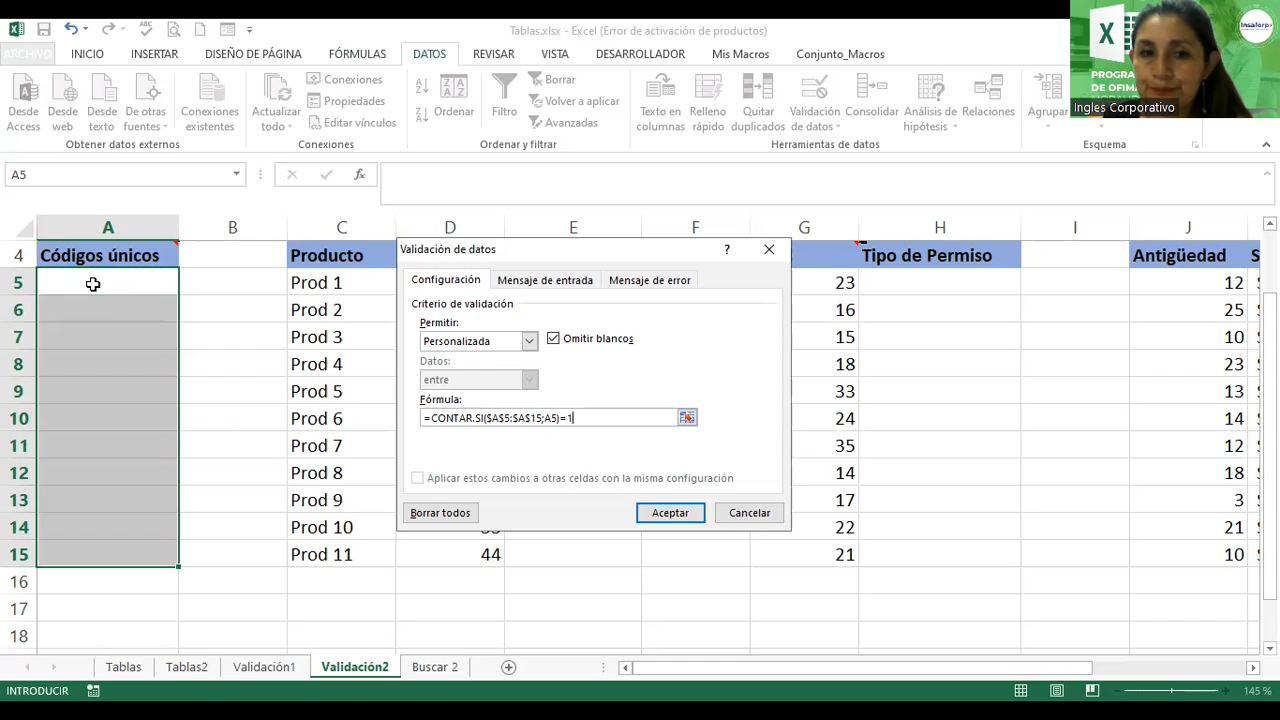 Tablas.xlsx - Excel (Error de activación de productos)
ARCHIVO INICIO INSERTAR DISEÑO DE PÁGINA FÓRMULAS DATOS REVISAR VISTA DESARROLLADOR Mis Macros Conjunto_Macros
Desde Access
Desde web
Desde texto
De otras fuentes
Conexiones existentes
Actualizar todo
Conexiones
Propiedades
Editar vínculos
Ordenar
Filtro
Borrar
Volver a aplicar
Avanzadas
Texto en columnas
Relleno rápido
Quitar duplicados
Validación de datos
Consolidar
Análisis de hipótesis
Relaciones
Agrupar
Obtener datos externos
Conexiones
Ordenar y filtrar
Herramientas de datos
Esquema
Insaforp
PROGRA
DE OFIMA
Ingles Corporativo
A5
fx
A B C D E F G H I J
4 Códigos únicos Producto Tipo de Permiso Antigüedad S
5 Prod 1 23 12
6 Prod 2 16 25
7 Prod 3 15 10
8 Prod 4 18 23
9 Prod 5 33 13
10 Prod 6 24 14
11 Prod 7 35 12
12 Prod 8 14 18
13 Prod 9 17 3
14 Prod 10 22 21
15 Prod 11 44 21 10
16
17
18
Validación de datos ?
Configuración Mensaje de entrada Mensaje de error
Criterio de validación
Permitir:
Personalizada Omitir blancos
Datos:
entre
Fórmula:
=CONTAR.SI($A$5:$A$15;A5)=1
Aplicar estos cambios a otras celdas con la misma configuración
Borrar todos Aceptar Cancelar
Tablas Tablas2 Validación1 Validación2 Buscar 2
INTRODUCIR 145 %